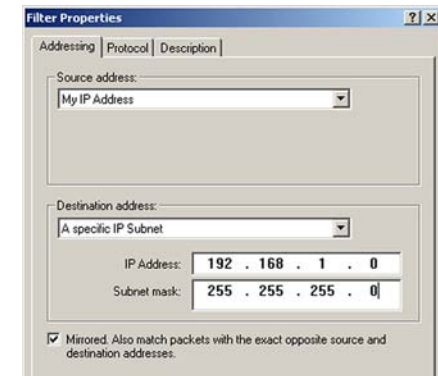 Filter Properties
Addressing Protocol Description
Source address:
My IP Address
Destination address:
A specific IP Subnet
IP Address: 192 . 168 . 1 . 0
Subnet mask: 255 . 255 . 255 . 0
Mirrored. Also match packets with the exact opposite source and
destination addresses.